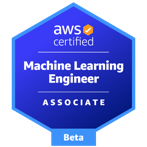 aws
certified
Machine Learning
Engineer
ASSOCIATE
Beta